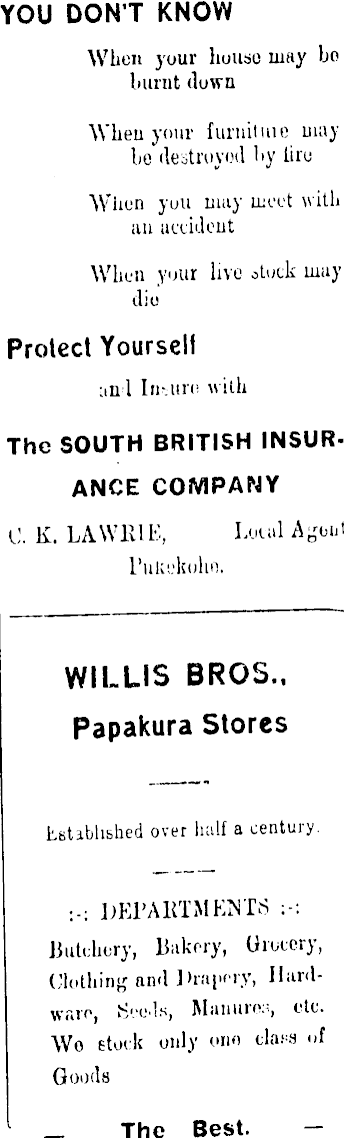 YOU DON'T KNOW
When your house may be
burnt down
When your furniture may
be destroyed by fire
When you may meet with
an accident
When your live stock may
die
Protect Yourself
and Insure with
The SOUTH BRITISH INSUR-
ANCE COMPANY
C. K. LAWRIE, Local Agent
Pukekohe.
WILLIS BROS.,
Papakura Stores
Established over half a century.
:-: DEPARTMENTS :-:
Butchery, Bakery, Grocery,
Clothing and Drapery, Hard-
ware, Seeds, Manures, etc.
We stock only one class of
Goods
— The Best. —